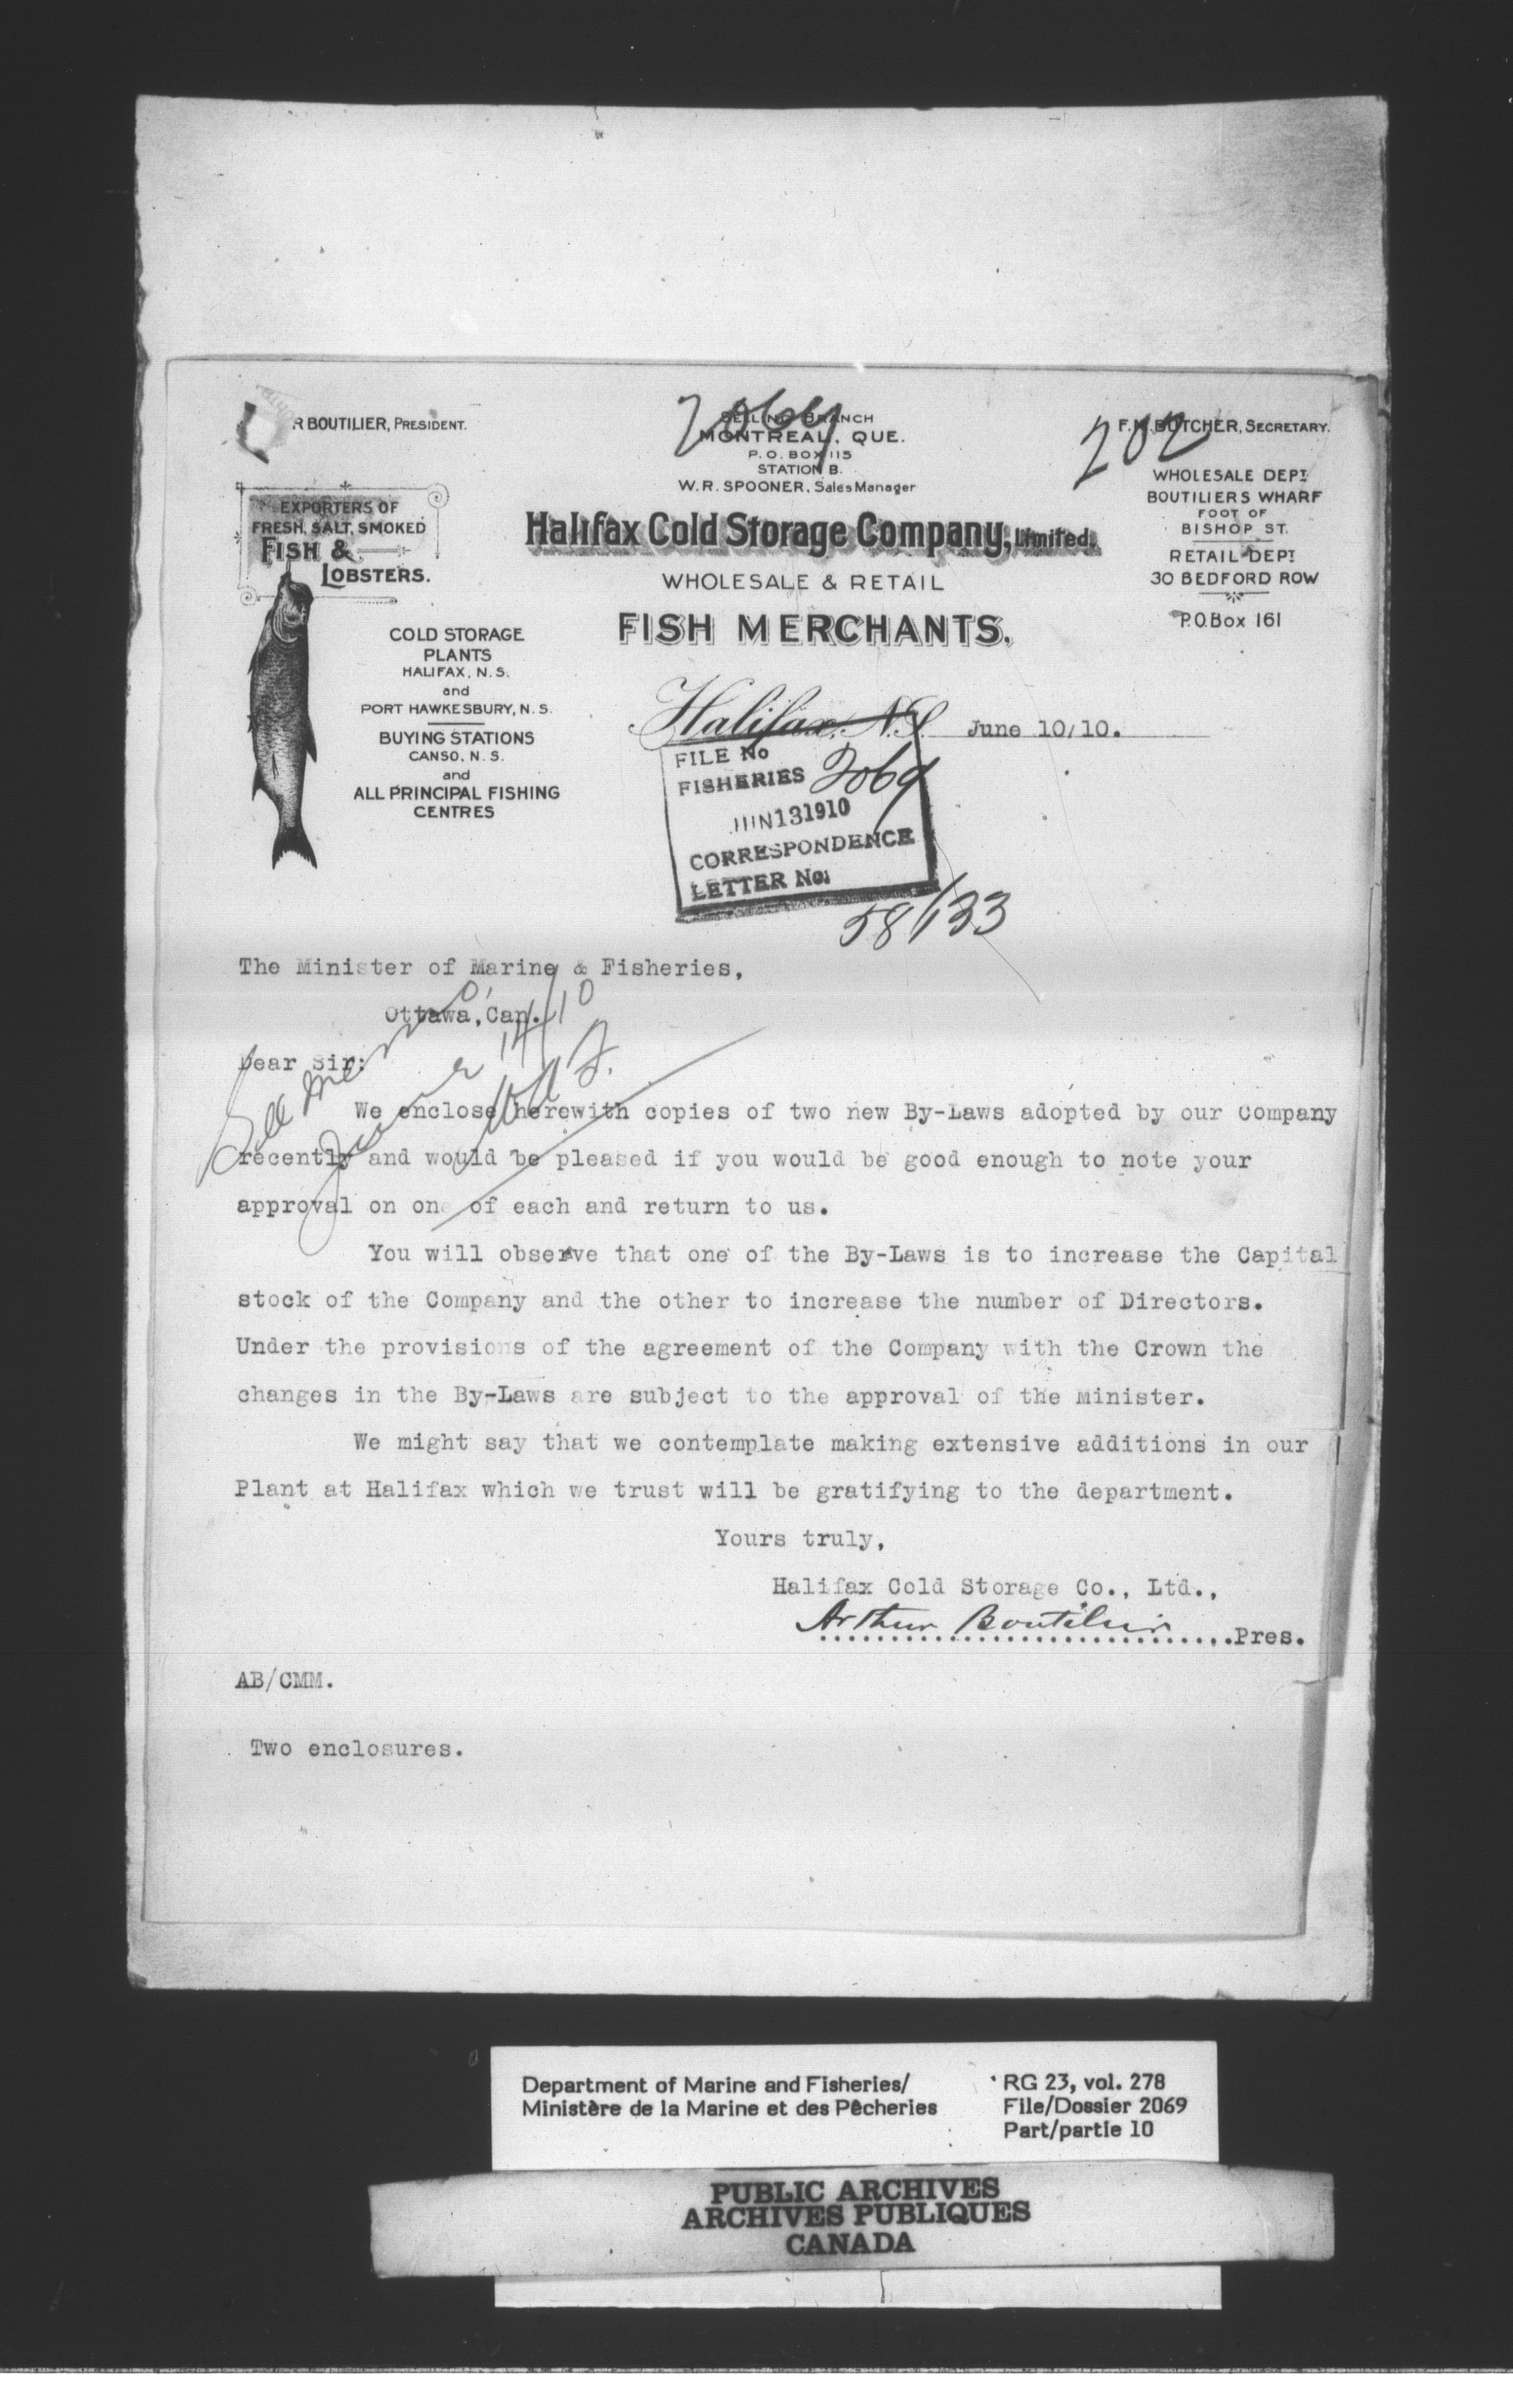 2069
202
R BOUTILIER, PRESIDENT.
SELLING BRANCH
MONTREAL, QUE.
P.O. BOX 115
STATION B.
W. R. SPOONER, Sales Manager
F. H. BUTCHER, SECRETARY.
WHOLESALE DEPT.
BOUTILIERS WHARF
FOOT OF
BISHOP ST.
RETAIL DEPT.
30 BEDFORD ROW
P.O. Box 161
EXPORTERS OF
FRESH, SALT, SMOKED
FISH &
LOBSTERS.
Halifax Cold Storage Company, Limited,
WHOLESALE & RETAIL
FISH MERCHANTS,
COLD STORAGE
PLANTS
HALIFAX, N. S.
and
PORT HAWKESBURY, N. S.
BUYING STATIONS
CANSO, N. S.
and
ALL PRINCIPAL FISHING
CENTRES
Halifax, N.S. June 10/10.
FILE No
FISHERIES 2069
JUN 13 1910
CORRESPONDENCE
LETTER No.
58133
The Minister of Marine & Fisheries,
Ottawa, Can.
Dear Sir:
See memo,
June 14/10
We enclose herewith copies of two new By-Laws adopted by our Company
recently and would be pleased if you would be good enough to note your
approval on one of each and return to us.
You will observe that one of the By-Laws is to increase the Capital
stock of the Company and the other to increase the number of Directors.
Under the provisions of the agreement of the Company with the Crown the
changes in the By-Laws are subject to the approval of the Minister.
We might say that we contemplate making extensive additions in our
Plant at Halifax which we trust will be gratifying to the department.
Yours truly,
Halifax Cold Storage Co., Ltd.,
Arthur Boutilier ..............................Pres.
AB/CMM.
Two enclosures.
Department of Marine and Fisheries/
Ministère de la Marine et des Pêcheries
RG 23, vol. 278
File/Dossier 2069
Part/partie 10
PUBLIC ARCHIVES
ARCHIVES PUBLIQUES
CANADA